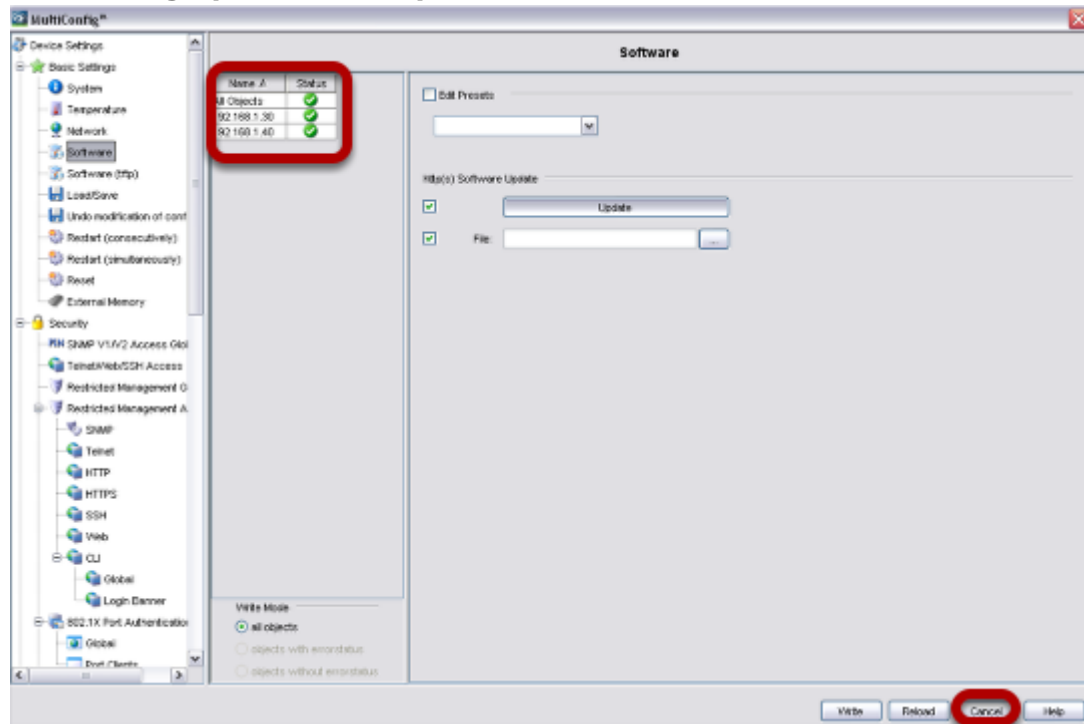 MultiConfig™
Device Settings
Basic Settings
System
Temperature
Network
Software
Software (tftp)
Load/Save
Undo modification of conf
Restart (consecutively)
Restart (simultaneously)
Reset
External Memory
Security
SNMP V1/V2 Access Glo
Telnet/Web/SSH Access
Restricted Management G
Restricted Management A
SNMP
Telnet
HTTP
HTTPS
SSH
Web
CLI
Global
Login Banner
802.1X Port Authentication
Global
Port Clients
Software
Name Status
All Objects
92.168.1.30
92.168.1.40
Write Mode
all objects
objects with errorstatus
objects without errorstatus
Edit Presets
Http(s) Software Update
Update
File: ...
Write Reload Cancel Help